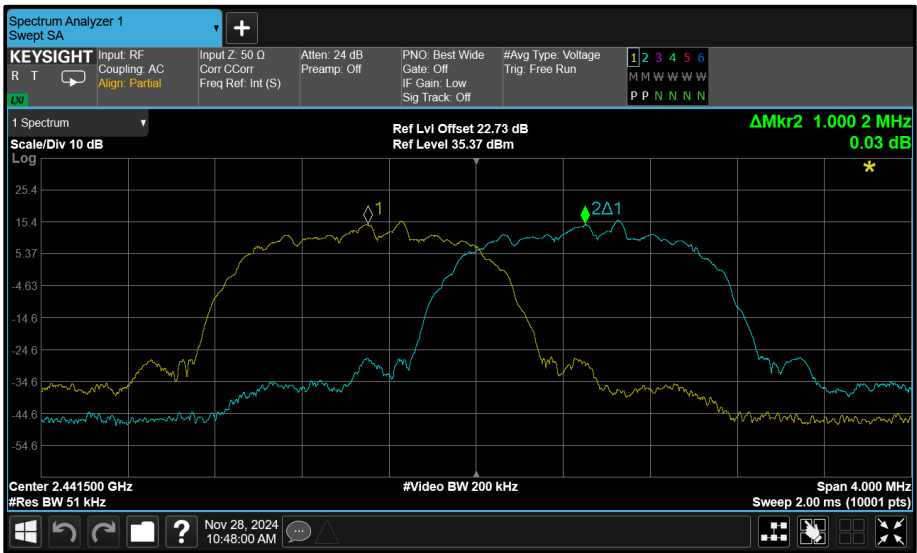 Spectrum Analyzer 1
Swept SA
+
KEYSIGHT Input: RF Input Z: 50 Ω Atten: 24 dB PNO: Best Wide #Avg Type: Voltage 1 2 3 4 5 6
R T Coupling: AC Corr CCorr Preamp: Off Gate: Off Trig: Free Run M M W W W W
Align: Partial Freq Ref: Int (S) IF Gain: Low P P N N N N
LXI Sig Track: Off
1 Spectrum
Ref Lvl Offset 22.73 dB ΔMkr2 1.000 2 MHz
Scale/Div 10 dB Ref Level 35.37 dBm 0.03 dB
Log
*
25.4
1 2Δ1
15.4
5.37
-4.63
-14.6
-24.6
-34.6
-44.6
-54.6
Center 2.441500 GHz #Video BW 200 kHz Span 4.000 MHz
#Res BW 51 kHz Sweep 2.00 ms (10001 pts)
? Nov 28, 2024
10:48:00 AM